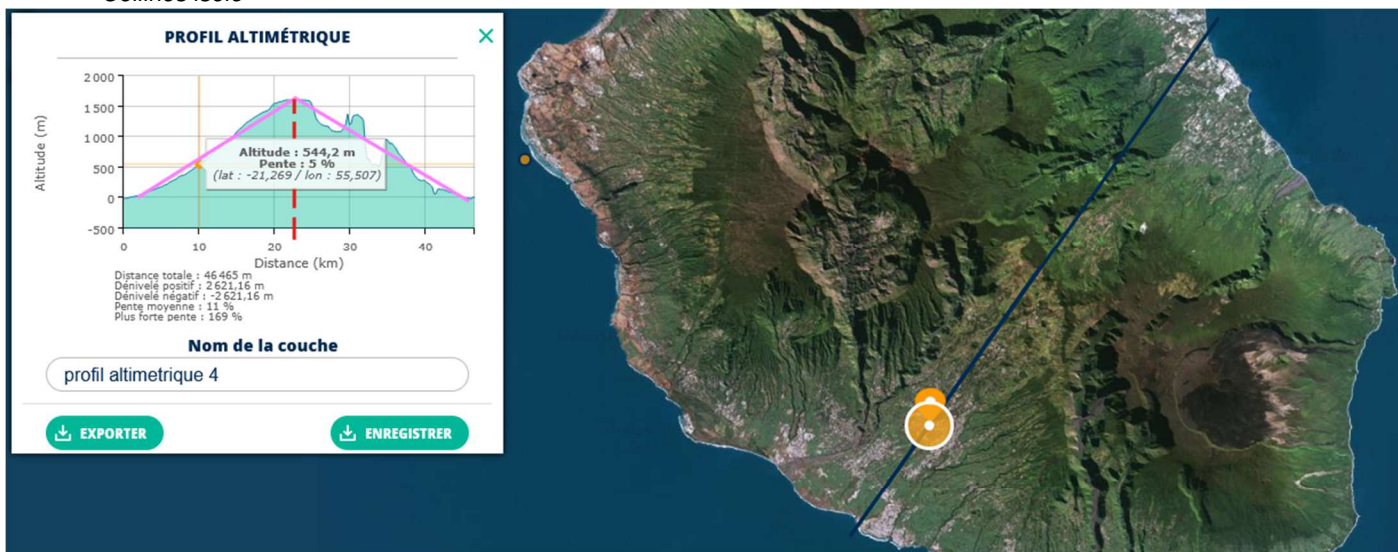 PROFIL ALTIMÉTRIQUE
2 000
1 500
1 000
500
0
-500
Altitude (m)
Altitude : 544,2 m
Pente : 5 %
(lat : -21,269 / lon : 55,507)
0 10 20 30 40
Distance (km)
Distance totale : 46 465 m
Dénivelé positif : 2 621,16 m
Dénivelé négatif : -2 621,16 m
Pente moyenne : 11 %
Plus forte pente : 169 %
Nom de la couche
profil altimetrique 4
EXPORTER
ENREGISTRER